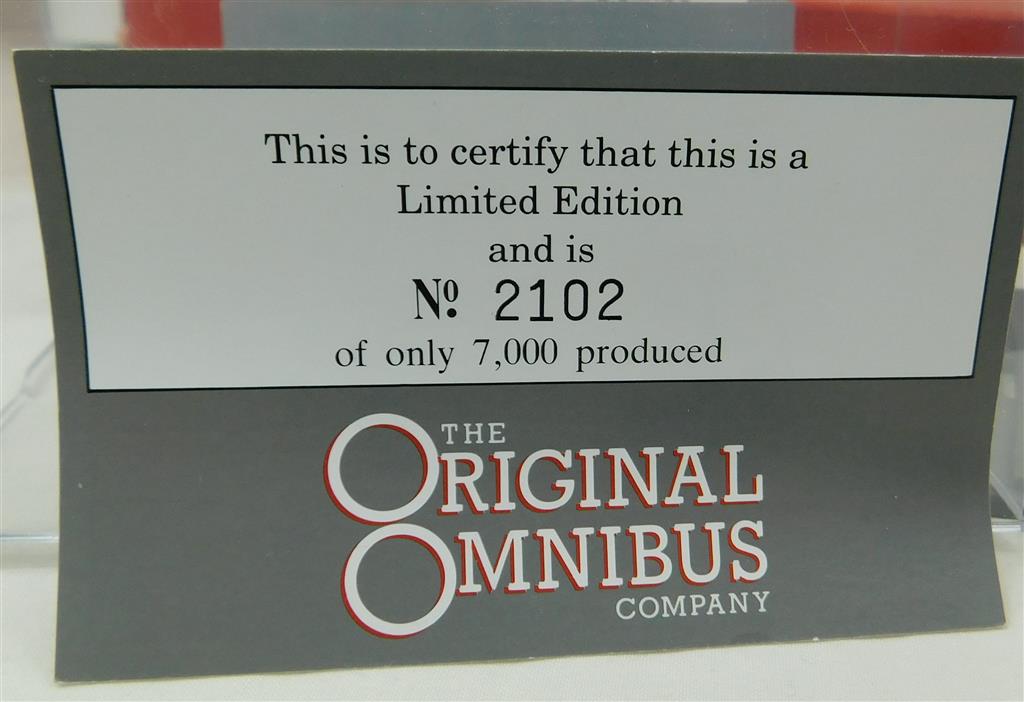 This is to certify that this is a
Limited Edition
and is
Nº 2102
of only 7,000 produced
THE
ORIGINAL
OMNIBUS
COMPANY